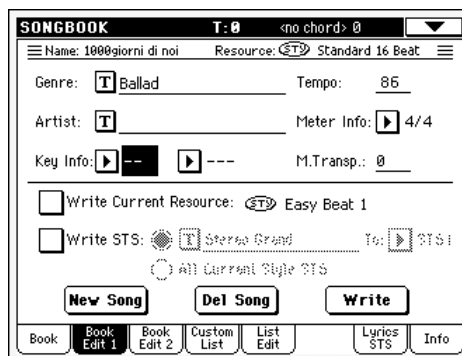 SONGBOOK T:0 <no chord> 0
Name: 1000giorni di noi Resource: STY Standard 16 Beat
Genre: T Ballad Tempo: 86
Artist: T Meter Info: 4/4
Key Info: -- --- M.Transp.: 0
Write Current Resource: STY Easy Beat 1
Write STS: T Stereo Grand To: STS1
All Current Style STS
New Song Del Song Write
Book Book Edit 1 Book Edit 2 Custom List List Edit Lyrics STS Info